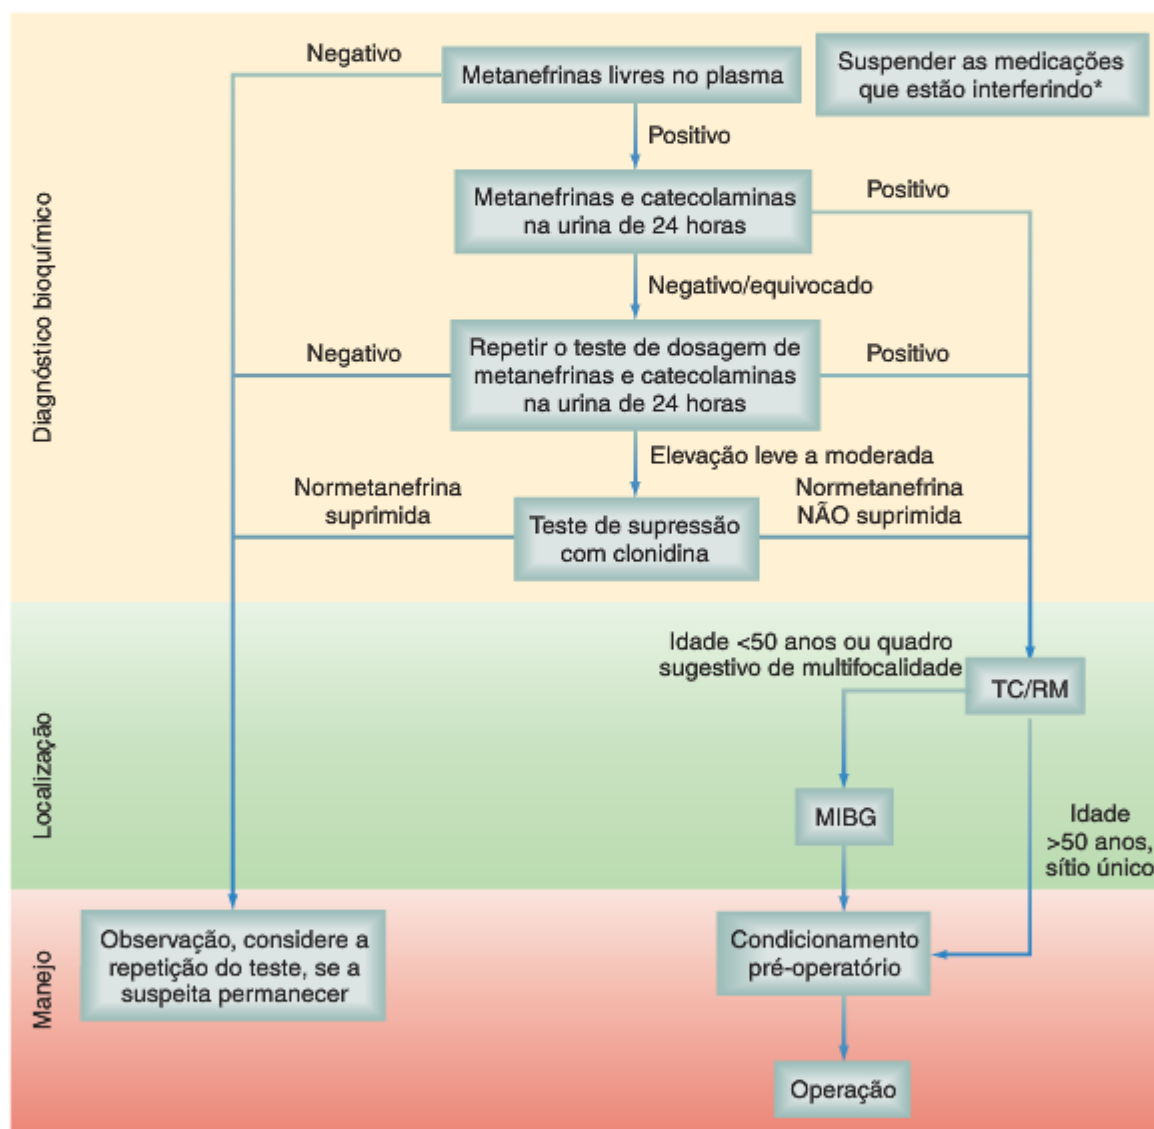 Negativo
Metanefrinas livres no plasma
Suspender as medicações
que estão interferindo*
Positivo
Metanefrinas e catecolaminas
na urina de 24 horas
Positivo
Diagnóstico bioquímico
Negativo/equivocado
Negativo
Repetir o teste de dosagem de
metanefrinas e catecolaminas
na urina de 24 horas
Positivo
Elevação leve a moderada
Normetanefrina
suprimida
Teste de supressão
com clonidina
Normetanefrina
NÃO suprimida
Idade <50 anos ou quadro
sugestivo de multifocalidade
TC/RM
Localização
MIBG
Idade
>50 anos,
sítio único
Manejo
Observação, considere a
repetição do teste, se a
suspeita permanecer
Condicionamento
pré-operatório
Operação